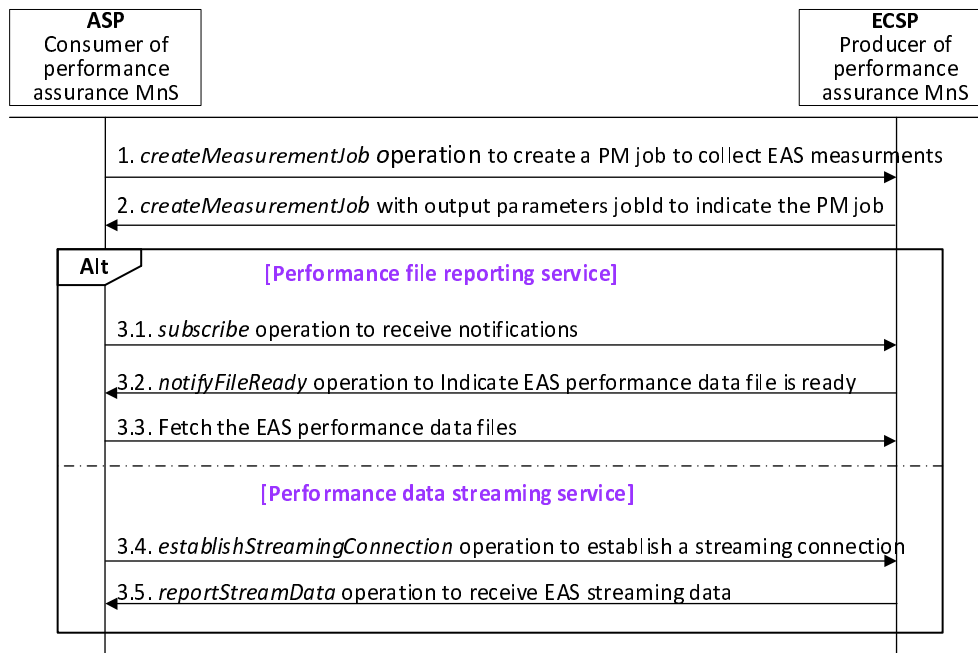 ASP
Consumer of
performance
assurance MnS
ECSP
Producer of
performance
assurance MnS
1. createMeasurementJob operation to create a PM job to collect EAS measurments
2. createMeasurementJob with output parameters jobId to indicate the PM job
Alt
[Performance file reporting service]
3.1. subscribe operation to receive notifications
3.2. notifyFileReady operation to Indicate EAS performance data file is ready
3.3. Fetch the EAS performance data files
[Performance data streaming service]
3.4. establishStreamingConnection operation to establish a streaming connection
3.5. reportStreamData operation to receive EAS streaming data